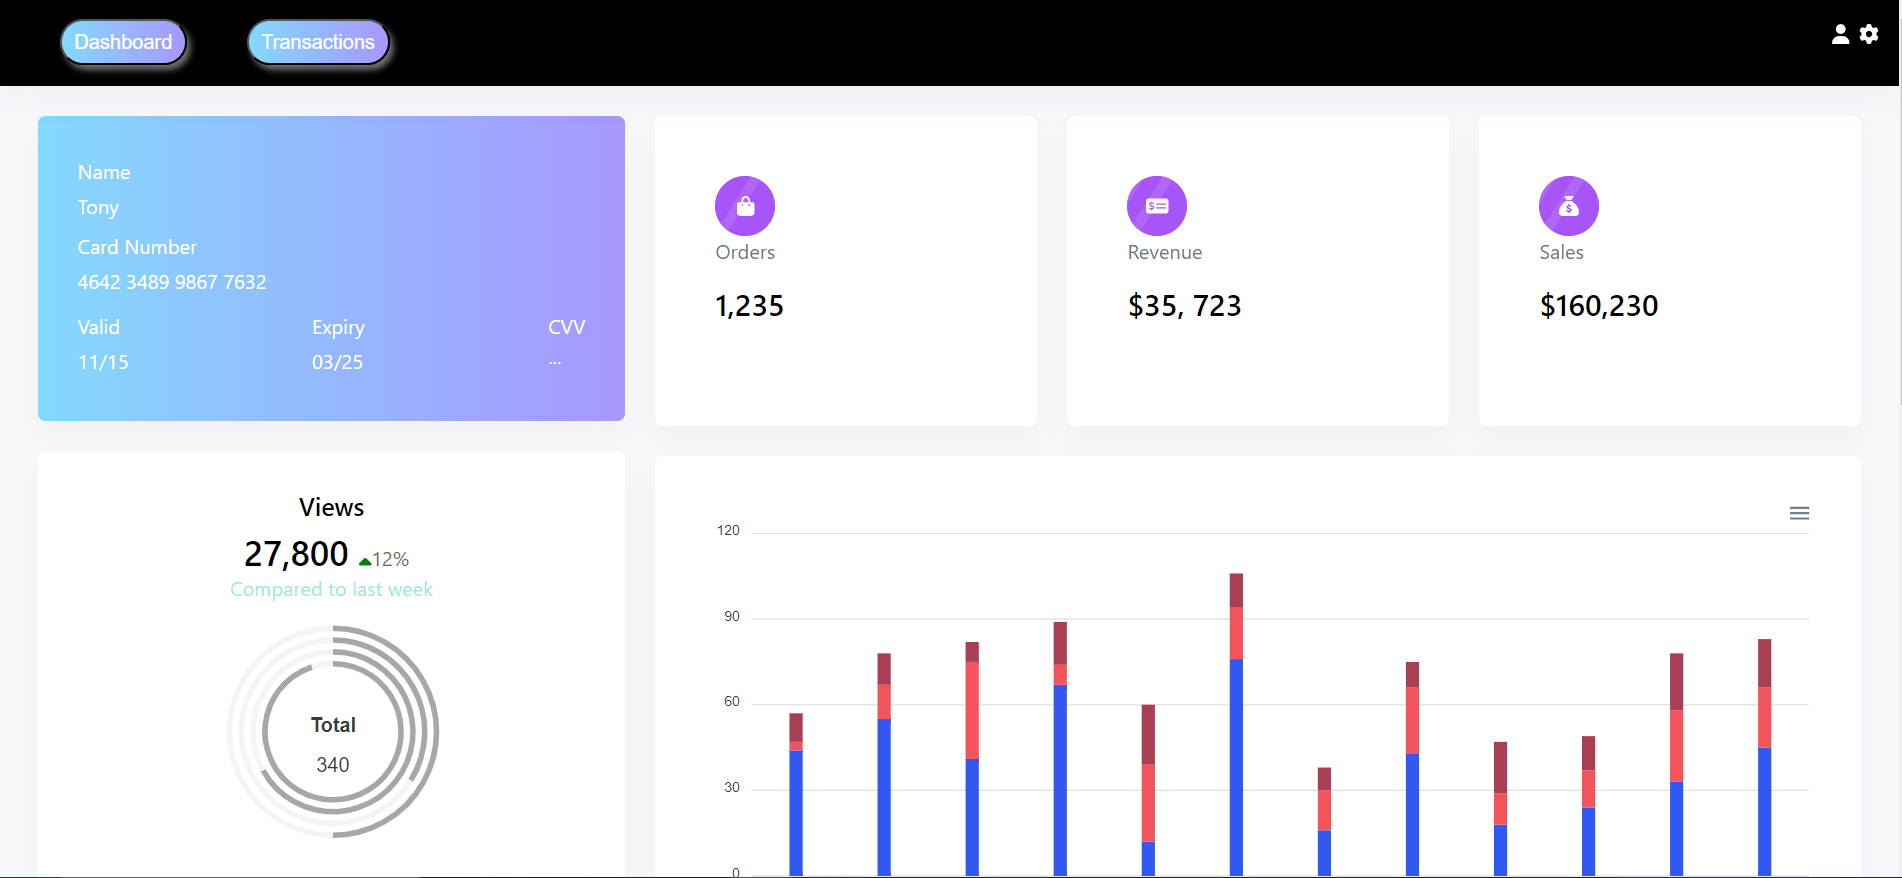 Dashboard
Transactions
Name
Tony
Card Number
4642 3489 9867 7632
Valid
Expiry
CVV
11/15
03/25
...
Orders
1,235
Revenue
$35, 723
Sales
$160,230
Views
27,800 12%
Compared to last week
Total
340
120
90
60
30
0